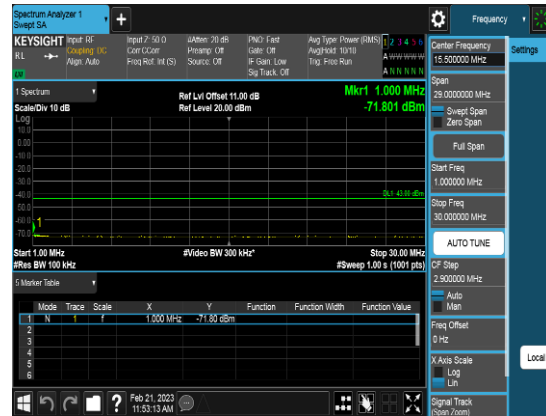 Spectrum Analyzer 1
Swept SA
+
Frequency
KEYSIGHT
RL
Input: RF
Coupling: DC
Align: Auto
Input Z: 50 Ω
Corr CCorr
Freq Ref: Int (S)
#Atten: 20 dB
Preamp: Off
Source: Off
PNO: Fast
Gate: Off
IF Gain: Low
Sig Track: Off
Avg Type: Power (RMS)
Avg|Hold: 10/10
Trig: Free Run
1 2 3 4 5 6
A W W W W W
A N N N N N
1 Spectrum
Scale/Div 10 dB
Ref Lvl Offset 11.00 dB
Ref Level 20.00 dBm
Mkr1 1.000 MHz
-71.801 dBm
Log
10.0
0.00
-10.0
-20.0
-30.0
-40.0
-50.0
-60.0
-70.0
DL1 -43.00 dBm
1
Start 1.00 MHz
#Res BW 100 kHz
#Video BW 300 kHz*
Stop 30.00 MHz
#Sweep 1.00 s (1001 pts)
5 Marker Table
Mode Trace Scale X Y Function Function Width Function Value
1 N 1 f 1.000 MHz -71.80 dBm
2
3
4
5
6
Feb 21, 2023
11:53:13 AM
Center Frequency
15.500000 MHz
Settings
Span
29.0000000 MHz
Swept Span
Zero Span
Full Span
Start Freq
1.000000 MHz
Stop Freq
30.000000 MHz
AUTO TUNE
CF Step
2.900000 MHz
Auto
Man
Freq Offset
0 Hz
X Axis Scale
Log
Lin
Local
Signal Track
(Span Zoom)